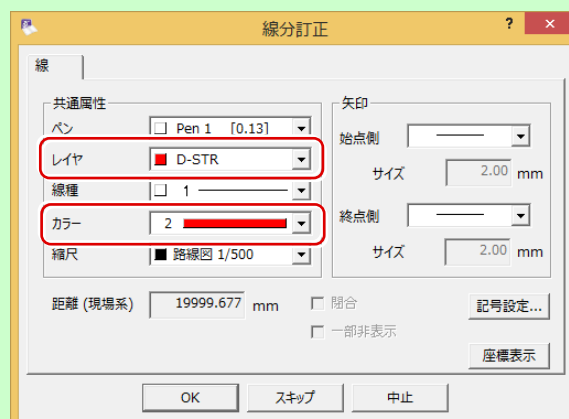 線分訂正
?
×
線
共通属性
ペン Pen 1 [0.13]
レイヤ D-STR
線種 1
カラー 2
縮尺 路線図 1/500
矢印
始点側
サイズ 2.00 mm
終点側
サイズ 2.00 mm
距離 (現場系) 19999.677 mm
閉合
一部非表示
記号設定...
座標表示
OK スキップ 中止